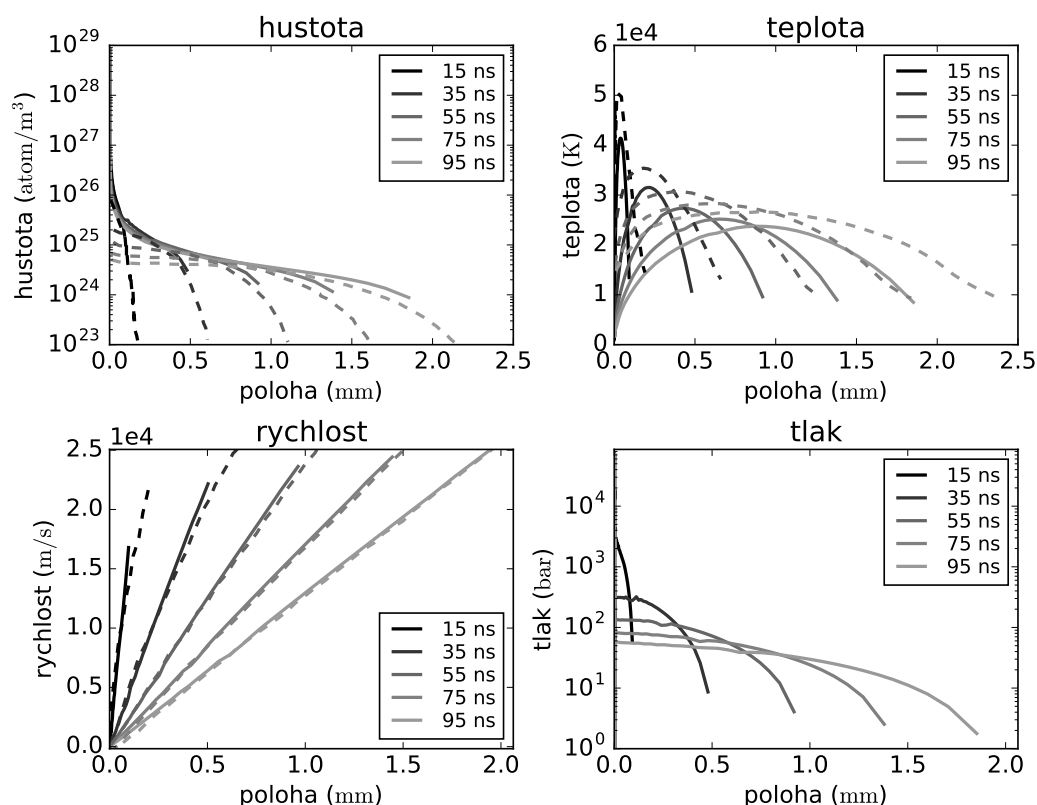 hustota
10^29
10^28
10^27
10^26
10^25
10^24
10^23
hustota (atom/m^3)
0.0 0.5 1.0 1.5 2.0 2.5
poloha (mm)
15 ns
35 ns
55 ns
75 ns
95 ns
teplota
1e4
6
5
4
3
2
1
0
teplota (K)
0.0 0.5 1.0 1.5 2.0 2.5
poloha (mm)
15 ns
35 ns
55 ns
75 ns
95 ns
rychlost
1e4
2.5
2.0
1.5
1.0
0.5
0.0
rychlost (m/s)
0.0 0.5 1.0 1.5 2.0
poloha (mm)
15 ns
35 ns
55 ns
75 ns
95 ns
tlak
10^4
10^3
10^2
10^1
10^0
tlak (bar)
0.0 0.5 1.0 1.5 2.0
poloha (mm)
15 ns
35 ns
55 ns
75 ns
95 ns